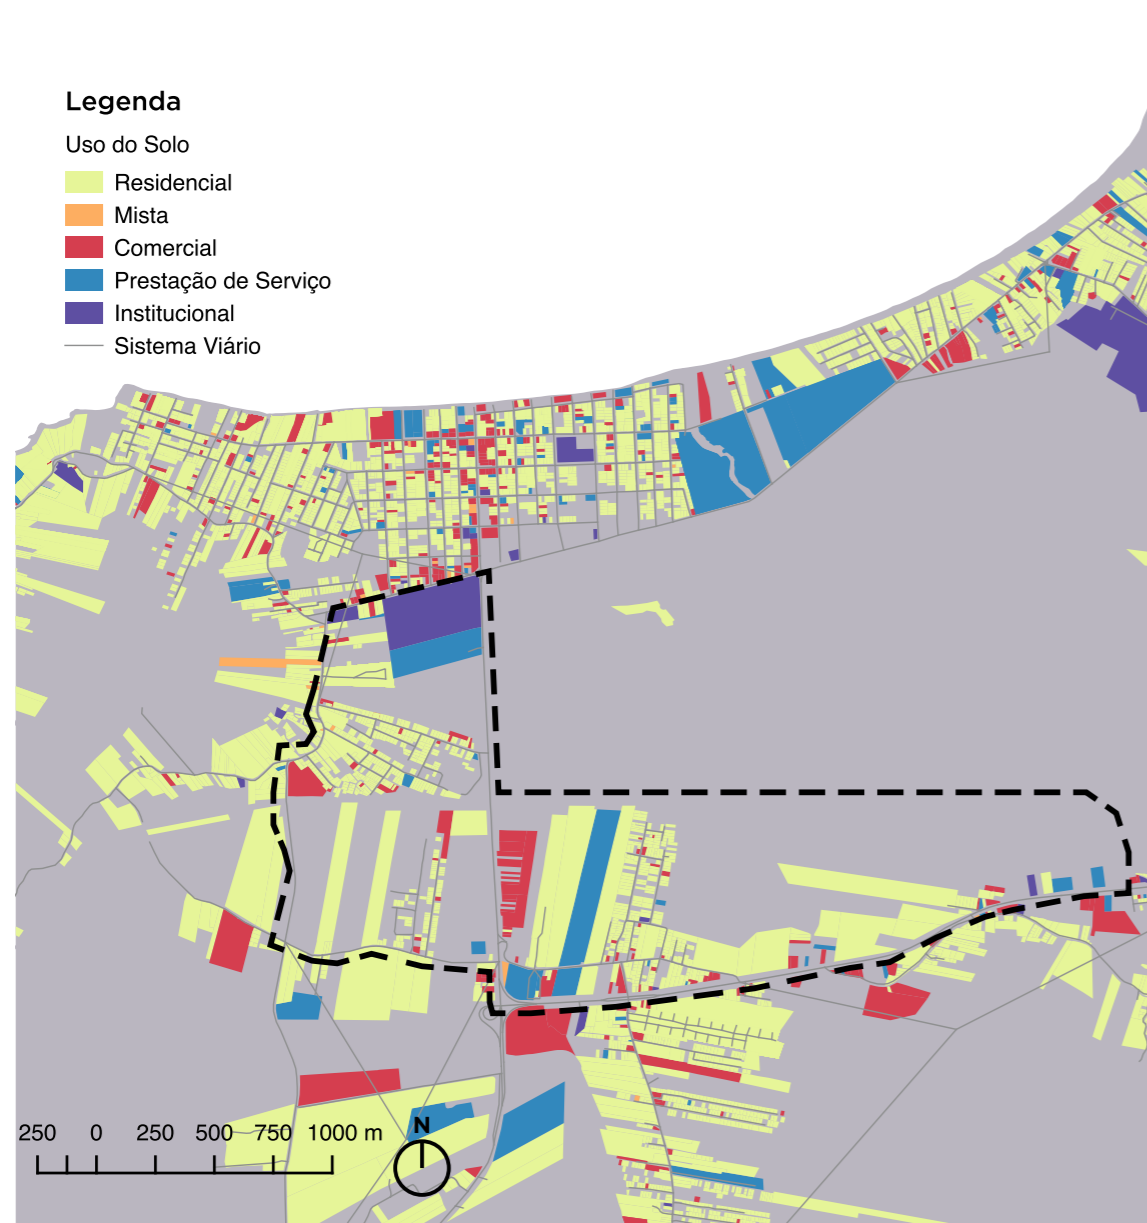 Legenda
Uso do Solo
Residencial
Mista
Comercial
Prestação de Serviço
Institucional
Sistema Viário
250 0 250 500 750 1000 m
N